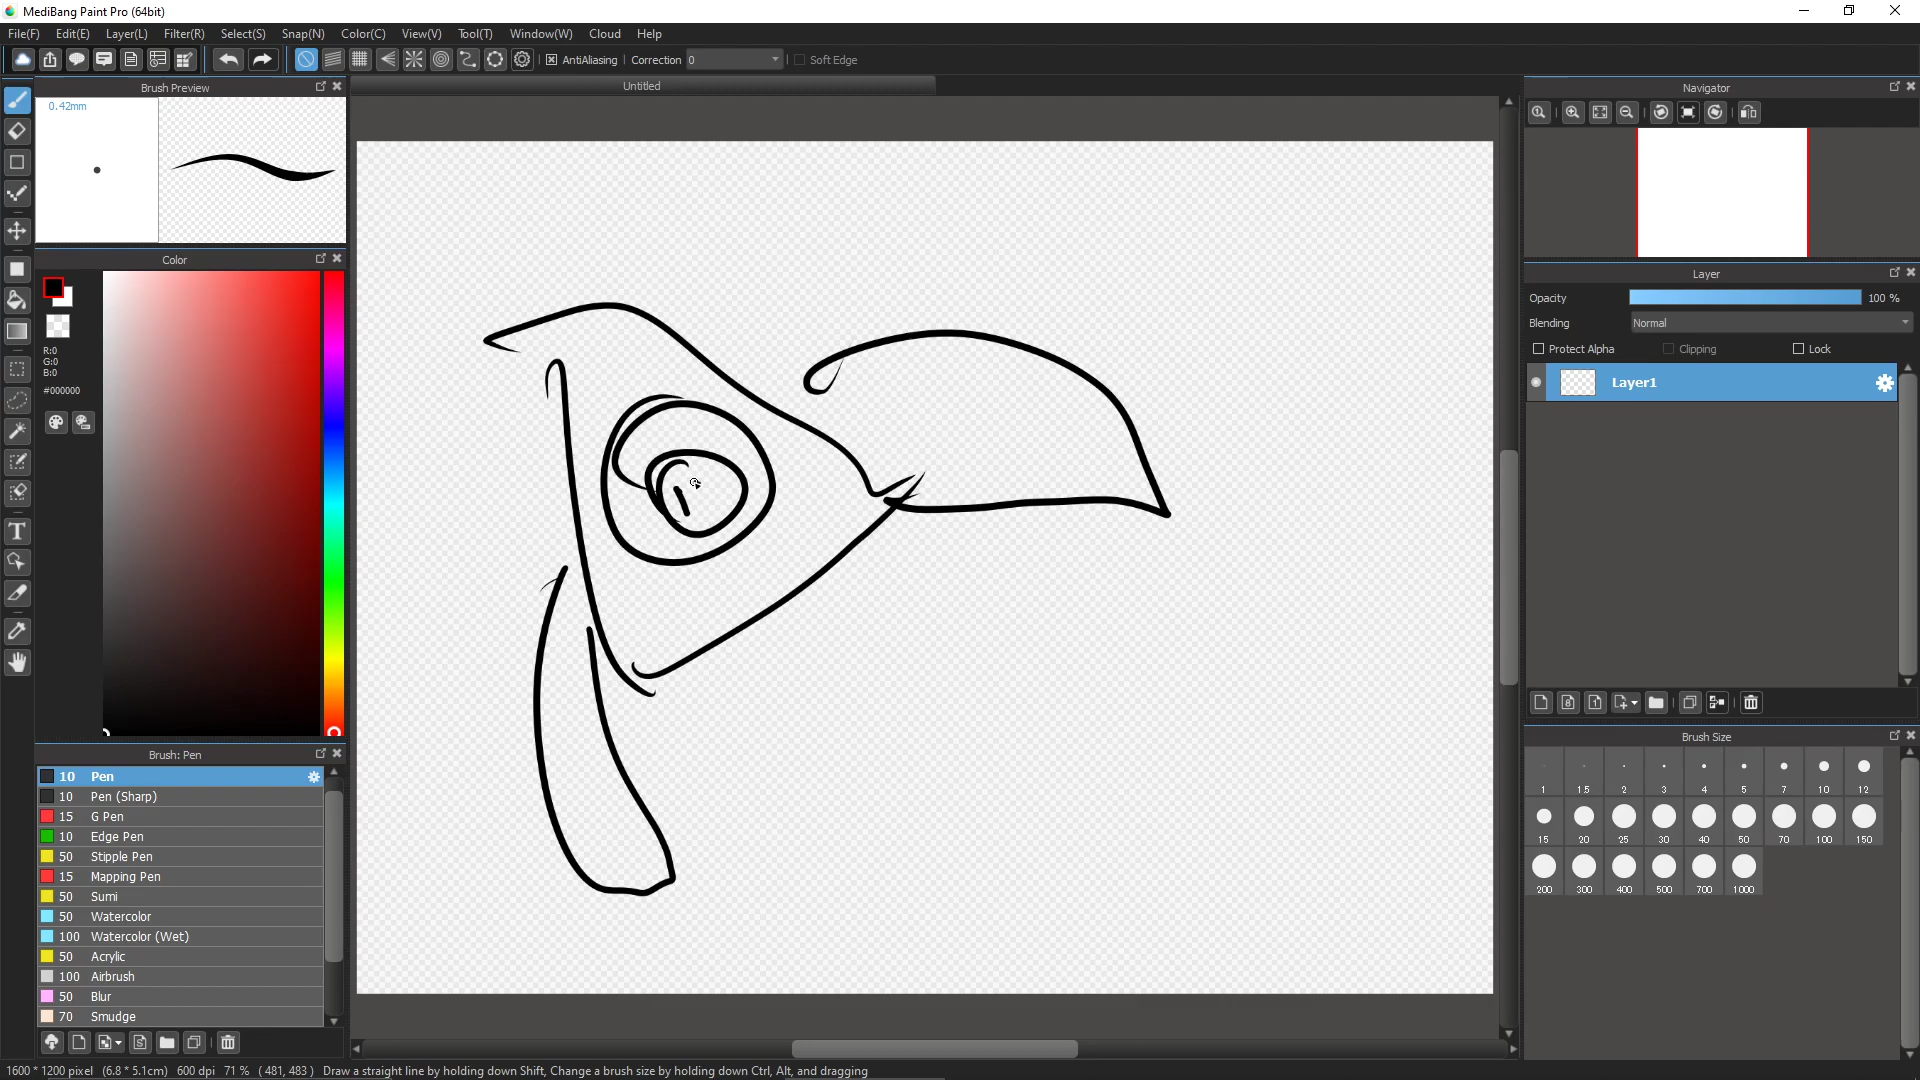 MediBang Paint Pro (64bit)
File(F) Edit(E) Layer(L) Filter(R) Select(S) Snap(N) Color(C) View(V) Tool(T) Window(W) Cloud Help
AntiAliasing Correction 0 Soft Edge
Brush Preview
0.42mm
Untitled
Color
R:0
G:0
B:0
#000000
Brush: Pen
10 Pen
10 Pen (Sharp)
15 G Pen
10 Edge Pen
50 Stipple Pen
15 Mapping Pen
50 Sumi
50 Watercolor
100 Watercolor (Wet)
50 Acrylic
100 Airbrush
50 Blur
70 Smudge
Navigator
Layer
Opacity 100 %
Blending Normal
Protect Alpha Clipping Lock
Layer1
Brush Size
1 1.5 2 3 4 5 7 10 12
15 20 25 30 40 50 70 100 150
200 300 400 500 700 1000
1600 * 1200 pixel (6.8 * 5.1cm) 600 dpi 71 % ( 481, 483 ) Draw a straight line by holding down Shift, Change a brush size by holding down Ctrl, Alt, and dragging